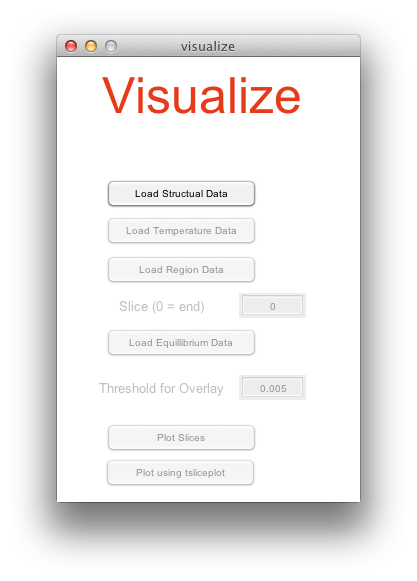 visualize
Visualize
Load Structual Data
Load Temperature Data
Load Region Data
Slice (0 = end) 0
Load Equillibrium Data
Threshold for Overlay 0.005
Plot Slices
Plot using tsliceplot